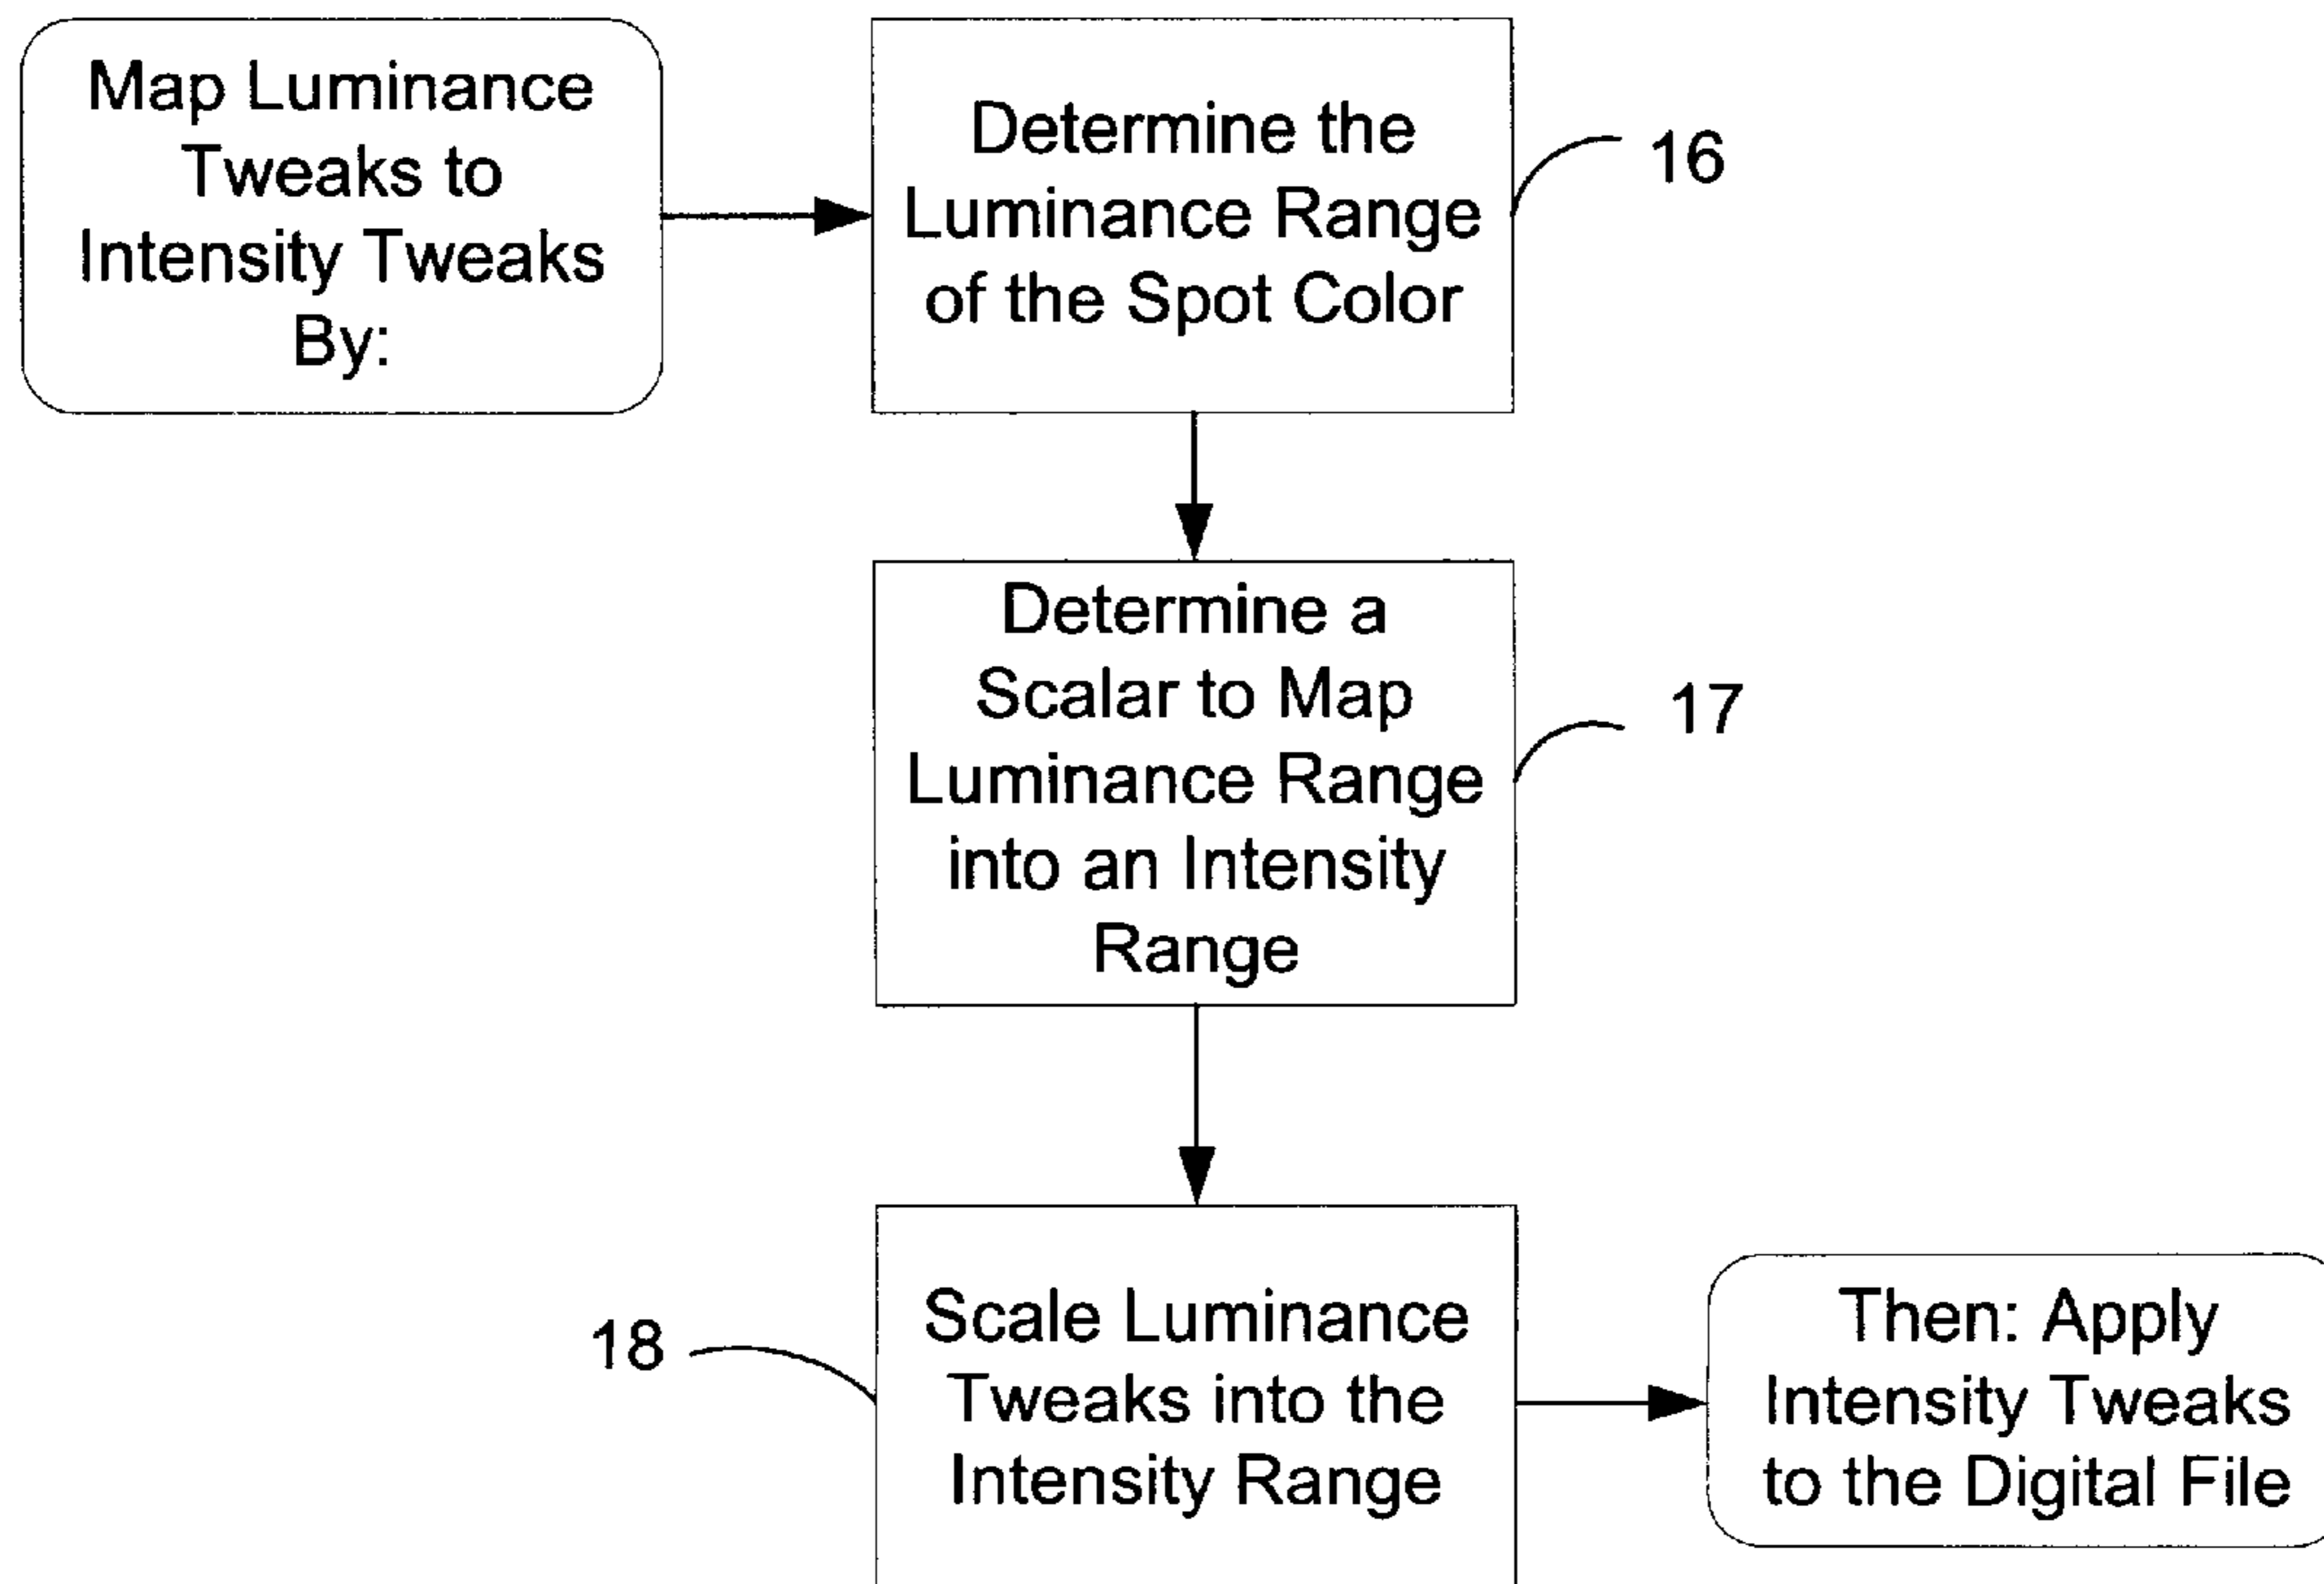 Map Luminance
Tweaks to
Intensity Tweaks
By:
Determine the
Luminance Range
of the Spot Color
16
Determine a
Scalar to Map
Luminance Range
into an Intensity
Range
17
18
Scale Luminance
Tweaks into the
Intensity Range
Then: Apply
Intensity Tweaks
to the Digital File